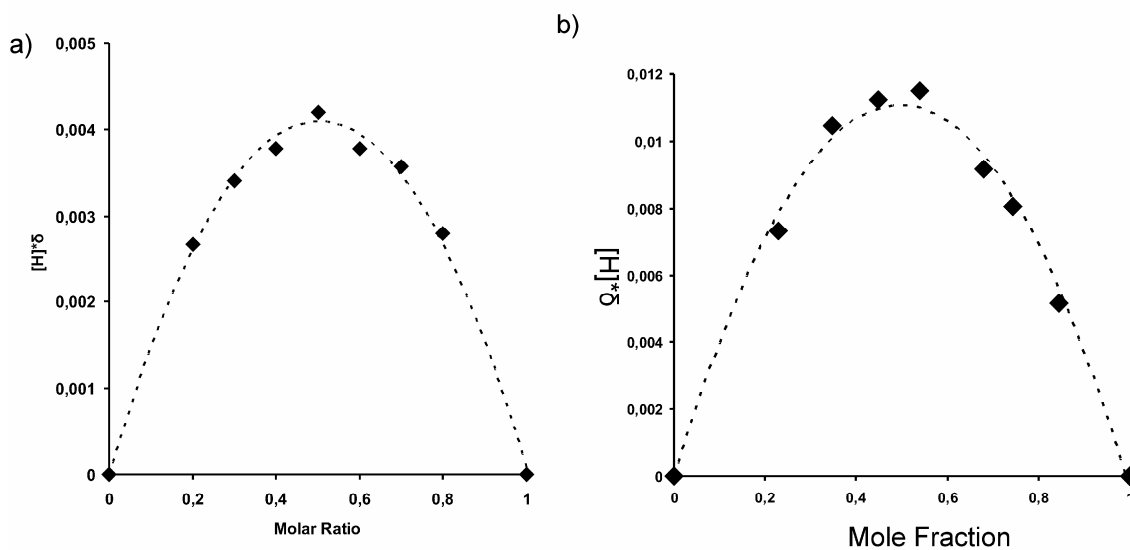 a)
0,005
0,004
0,003
0,002
0,001
0
0 0,2 0,4 0,6 0,8 1
[H]*δ
Molar Ratio
b)
0,012
0,01
0,008
0,006
0,004
0,002
0
0 0,2 0,4 0,6 0,8 1
Q*[H]
Mole Fraction